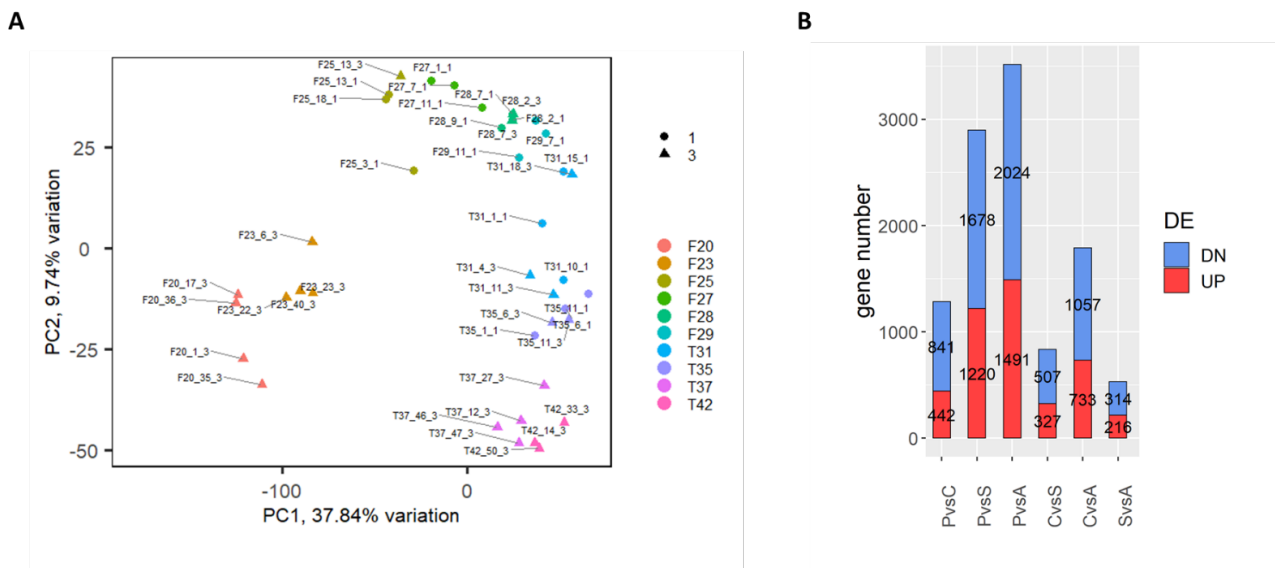 A
B
F25_13_3
F27_1_1
F25_13_1
F27_7_1
F25_18_1
F28_7_1
F28_2_3
F27_11_1
F28_9_1
F28_2_1
F28_7_3
F29_7_1
F29_11_1
T31_15_1
F25_3_1
T31_18_3
T31_1_1
F23_6_3
T31_4_3
T31_10_1
F20_17_3
F23_23_3
T31_11_3
F20_36_3
F23_22_3
F23_40_3
T35_11_1
T35_6_3
T35_6_1
T35_1_1
T35_11_3
F20_1_3
F20_35_3
T37_27_3
T37_46_3
T37_12_3
T42_33_3
T37_47_3
T42_14_3
T42_50_3
25
0
-25
-50
PC2, 9.74% variation
-100
0
PC1, 37.84% variation
1
3
F20
F23
F25
F27
F28
F29
T31
T35
T37
T42
3000
2000
1000
0
gene number
841
442
1678
1220
2024
1491
507
327
1057
733
314
216
PvsC
PvsS
PvsA
CvsS
CvsA
SvsA
DE
DN
UP